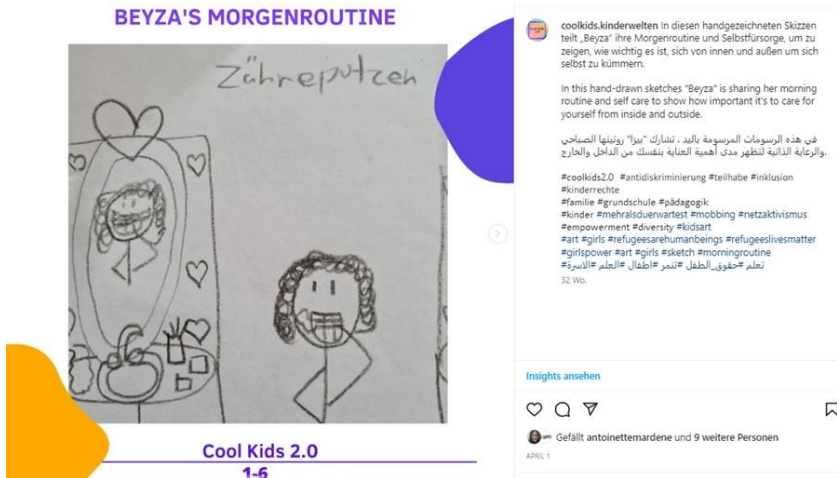 BEYZA'S MORGENROUTINE
Zähneputzen
Cool Kids 2.0
1-6
coolkids.kinderwelten In diesen handgezeichneten Skizzen
teilt „Beyza" ihre Morgenroutine und Selbstfürsorge, um zu
zeigen, wie wichtig es ist, sich von innen und außen um sich
selbst zu kümmern.
In this hand-drawn sketches "Beyza" is sharing her morning
routine and self care to show how important it's to care for
yourself from inside and outside.
في هذه الرسومات المرسومة باليد ، تشارك "بيزا" روتينها الصباحي
والرعاية الذاتية لتظهر مدى أهمية العناية بنفسك من الداخل والخارج.
#coolkids2.0 #antidiskriminierung #teilhabe #inklusion
#kinderrechte
#familie #grundschule #pädagogik
#kinder #mehralsduerwartest #mobbing #netzaktivismus
#empowerment #diversity #kidsart
#art #girls #refugeesarehumanbeings #refugeeslivesmatter
#girlspower #art #girls #sketch #morningroutine
تعلم #حقوق_الطفل #تنمر #اطفال #العلم #الاسرة#
32 Wo.
Insights ansehen
Gefällt antoinettemardene und 9 weitere Personen
APRIL 1